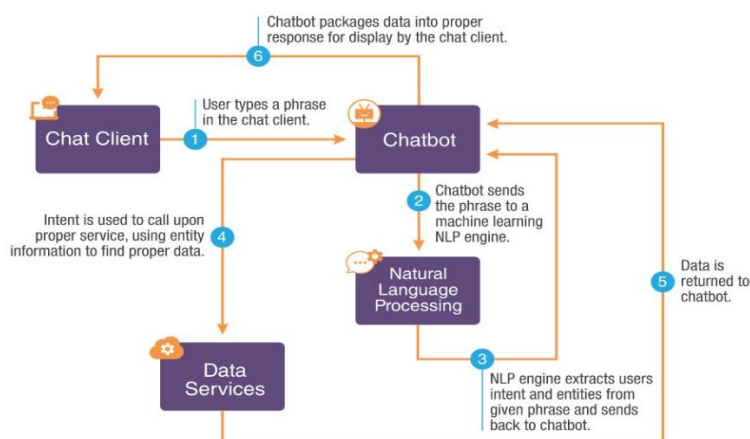 Chatbot packages data into proper
response for display by the chat client.
6
User types a phrase
in the chat client.
Chat Client
1
Chatbot
Chatbot sends
the phrase to a
machine learning
NLP engine.
2
Intent is used to call upon
proper service, using entity
information to find proper data.
4
Natural
Language
Processing
Data is
returned to
chatbot.
5
Data
Services
3
NLP engine extracts users
intent and entities from
given phrase and sends
back to chatbot.